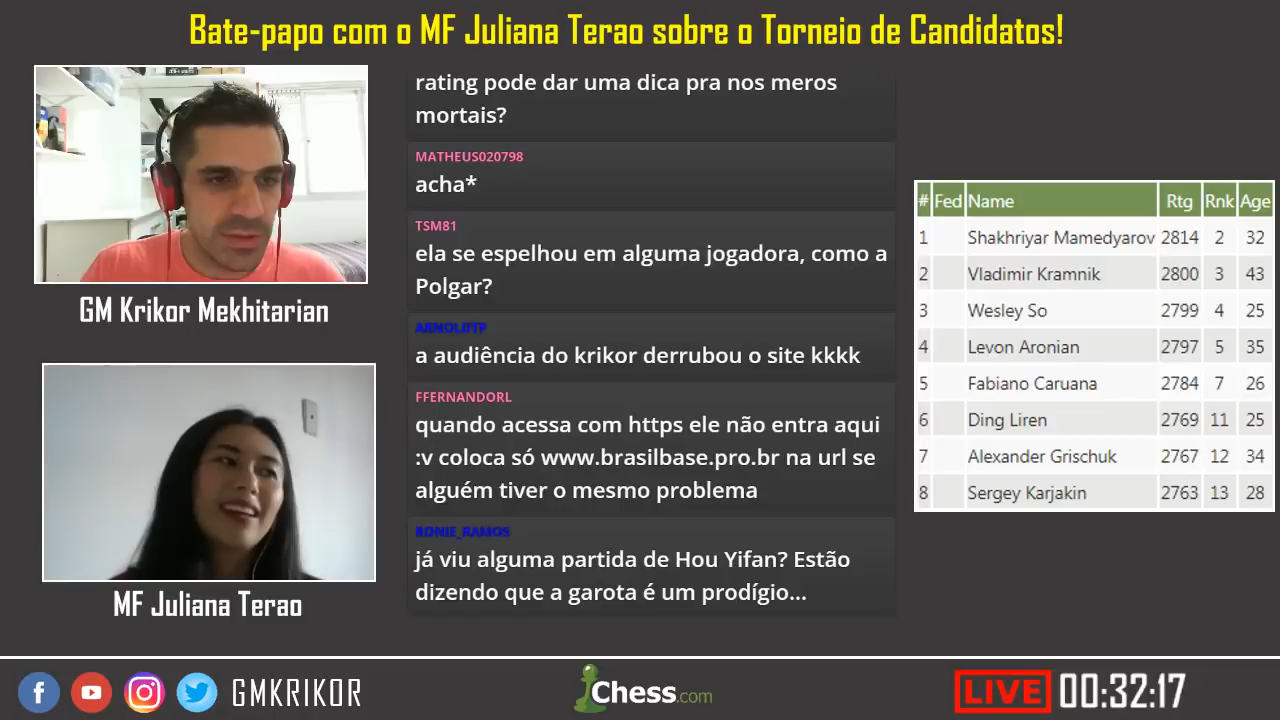 Bate-papo com o MF Juliana Terao sobre o Torneio de Candidatos!
GM Krikor Mekhitarian
MF Juliana Terao
rating pode dar uma dica pra nos meros
mortais?
MATHEUS020798
acha*
TSM81
ela se espelhou em alguma jogadora, como a
Polgar?
ARNOLIFTP
a audiência do krikor derrubou o site kkkk
FFERNANDORL
quando acessa com https ele não entra aqui
:v coloca só www.brasilbase.pro.br na url se
alguém tiver o mesmo problema
RONIE_RAMOS
já viu alguma partida de Hou Yifan? Estão
dizendo que a garota é um prodígio...
# Fed Name Rtg Rnk Age
1 Shakhriyar Mamedyarov 2814 2 32
2 Vladimir Kramnik 2800 3 43
3 Wesley So 2799 4 25
4 Levon Aronian 2797 5 35
5 Fabiano Caruana 2784 7 26
6 Ding Liren 2769 11 25
7 Alexander Grischuk 2767 12 34
8 Sergey Karjakin 2763 13 28
GMKRIKOR
Chess.com
LIVE 00:32:17